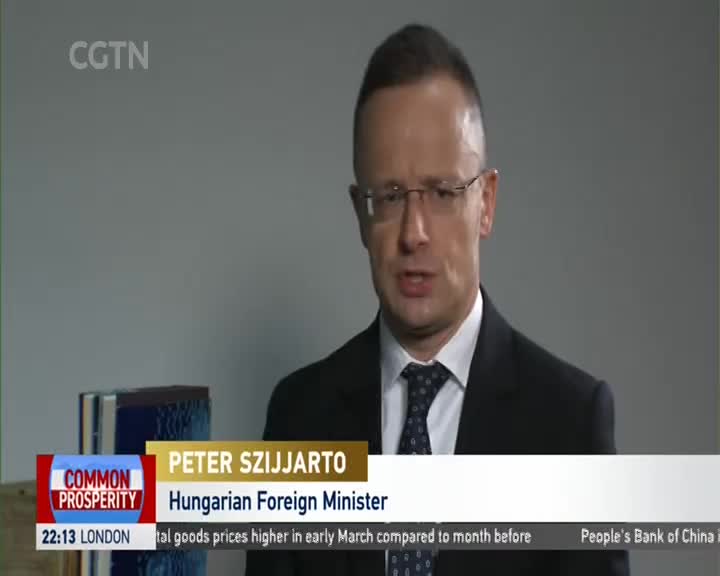 CGTN
PETER SZIJJARTO
COMMON
PROSPERITY
Hungarian Foreign Minister
22:13 LONDON
tal goods prices higher in early March compared to month before People's Bank of China i